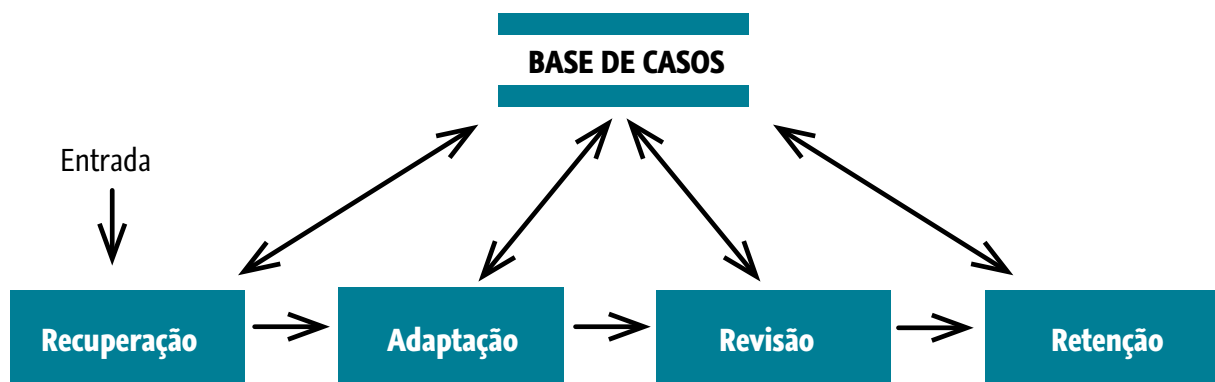 BASE DE CASOS
Entrada
Recuperação
Adaptação
Revisão
Retenção